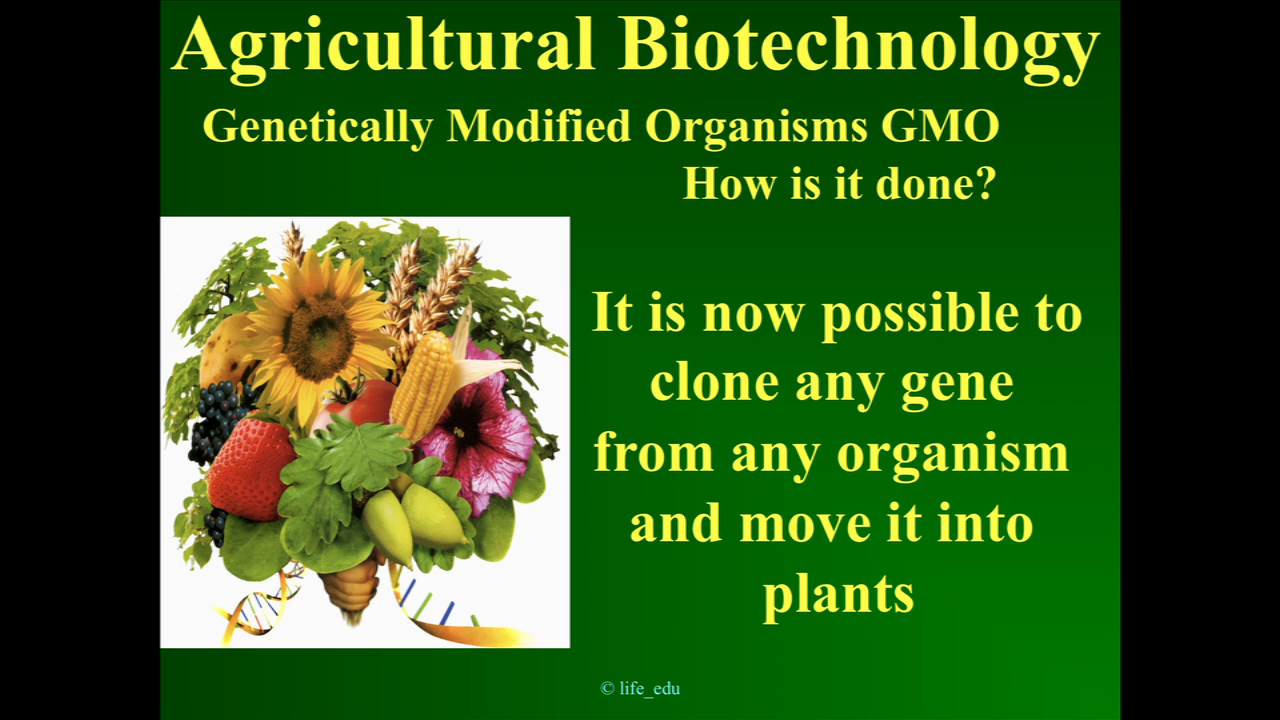 Agricultural Biotechnology
Genetically Modified Organisms GMO
How is it done?
It is now possible to
clone any gene
from any organism
and move it into
plants
© life_edu